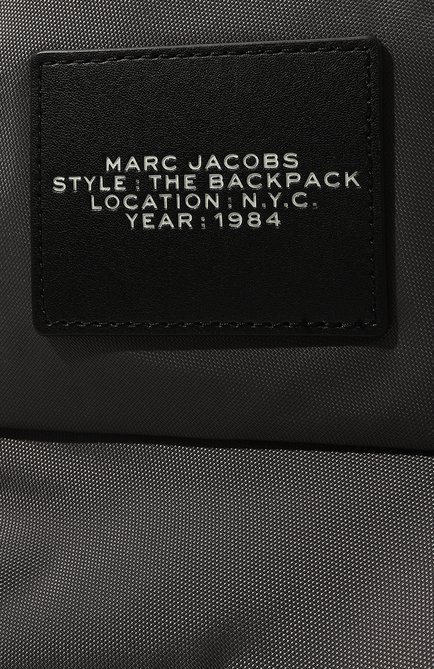 MARC JACOBS
STYLE : THE BACKPACK
LOCATION : N.Y.C.
YEAR : 1984